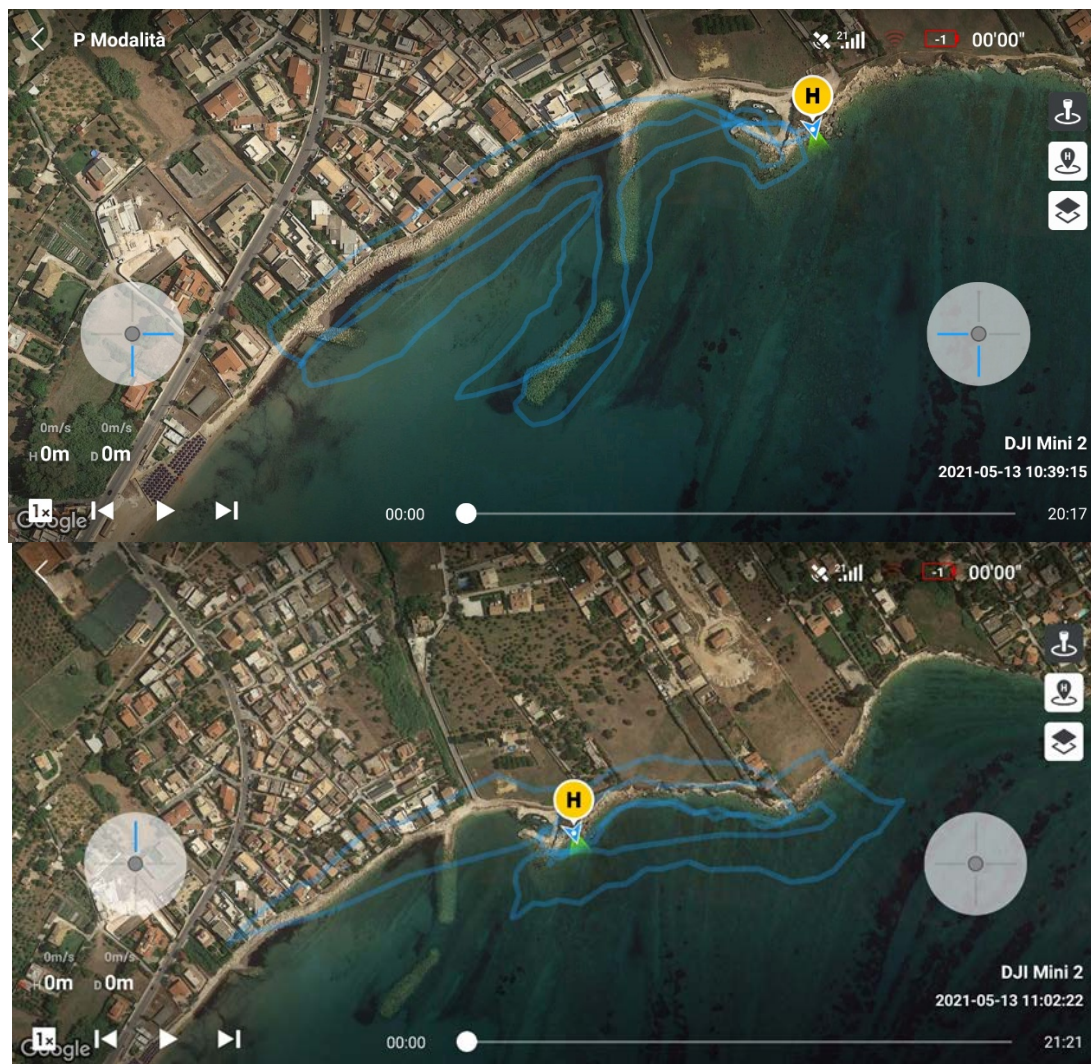 P Modalità
21
-1
00'00"
H
H
0m/s 0m/s
H 0m D 0m
DJI Mini 2
2021-05-13 10:39:15
1x
Google
00:00
20:17
21
-1
00'00"
H
H
0m/s 0m/s
H 0m D 0m
DJI Mini 2
2021-05-13 11:02:22
1x
Google
00:00
21:21